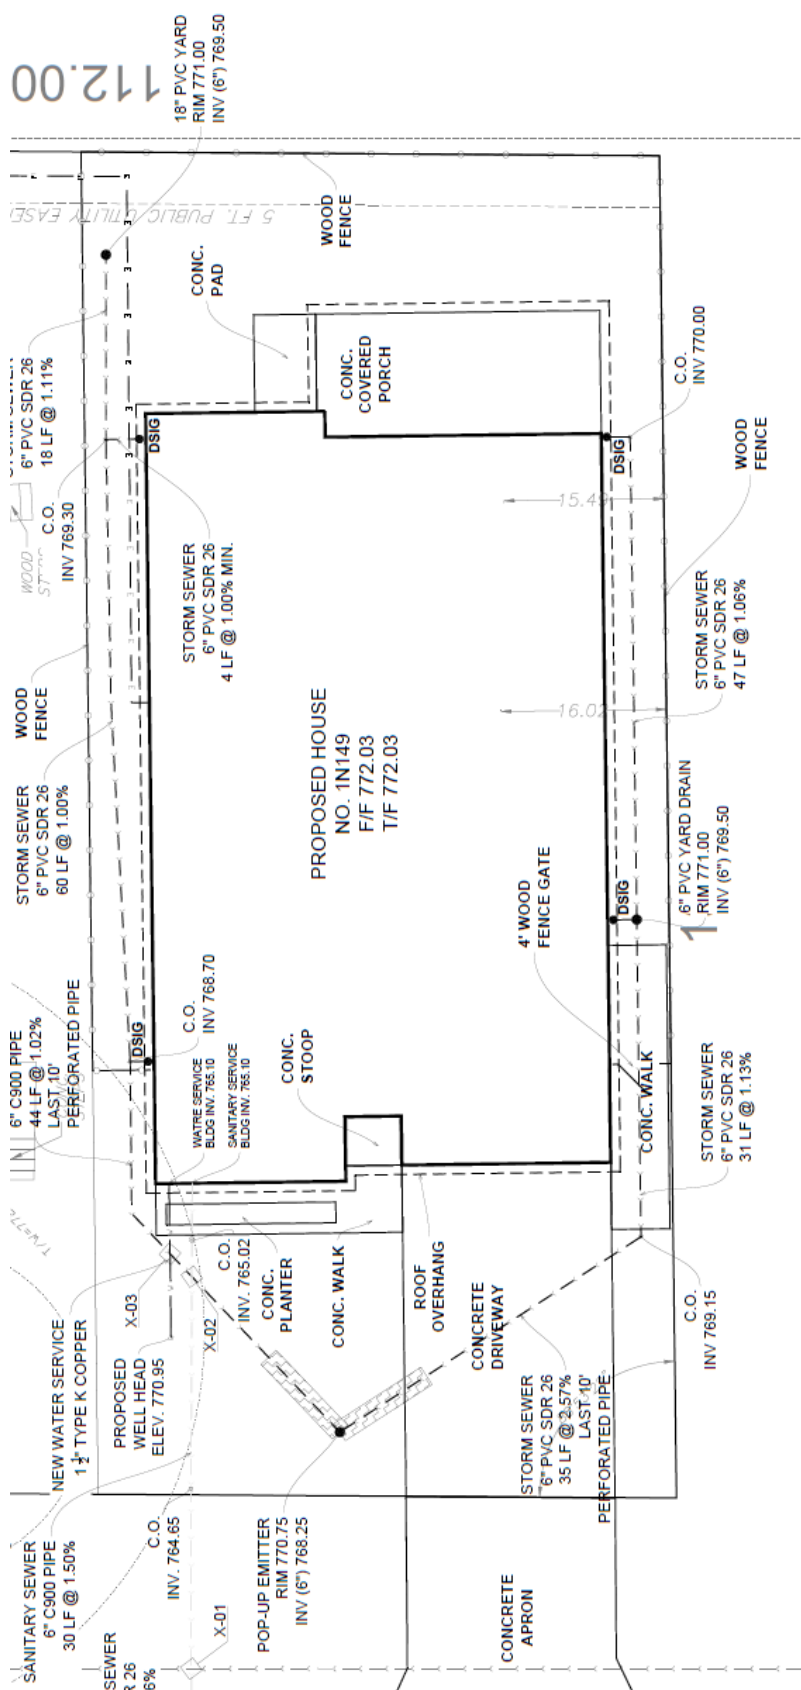 112.00
18" PVC YARD
RIM 771.00
INV (6") 769.50
5 FT. PUBLIC UTILITY EASE
WOOD
FENCE
CONC.
PAD
CONC.
COVERED
PORCH
6" PVC SDR 26
18 LF @ 1.11%
C.O.
INV 769.30
WOOD
DSIG
C.O.
INV 770.00
DSIG
WOOD
FENCE
15.49
STORM SEWER
6" PVC SDR 26
4 LF @ 1.00% MIN.
WOOD
FENCE
STORM SEWER
6" PVC SDR 26
47 LF @ 1.06%
16.02
STORM SEWER
6" PVC SDR 26
60 LF @ 1.00%
PROPOSED HOUSE
NO. 1N149
F/F 772.03
T/F 772.03
6" PVC YARD DRAIN
RIM 771.00
INV (6") 769.50
1
DSIG
4' WOOD
FENCE GATE
6" C900 PIPE
44 LF @ 1.02%
LAST 10'
PERFORATED PIPE
DSIG
C.O.
INV 768.70
WATRE SERVICE
BLDG INV. 765.10
SANITARY SERVICE
BLDG INV. 765.10
CONC.
STOOP
CONC. WALK
STORM SEWER
6" PVC SDR 26
31 LF @ 1.13%
X-03
X-02
C.O.
INV. 765.02
CONC.
PLANTER
CONC. WALK
ROOF
OVERHANG
CONCRETE
DRIVEWAY
C.O.
INV 769.15
NEW WATER SERVICE
1 1/2" TYPE K COPPER
PROPOSED
WELL HEAD
ELEV. 770.95
STORM SEWER
6" PVC SDR 26
35 LF @ 2.57%
LAST 10'
PERFORATED PIPE
SANITARY SEWER
6" C900 PIPE
30 LF @ 1.50%
C.O.
INV. 764.65
POP-UP EMITTER
RIM 770.75
INV (6") 768.25
X-01
CONCRETE
APRON
SEWER
R 26
6%